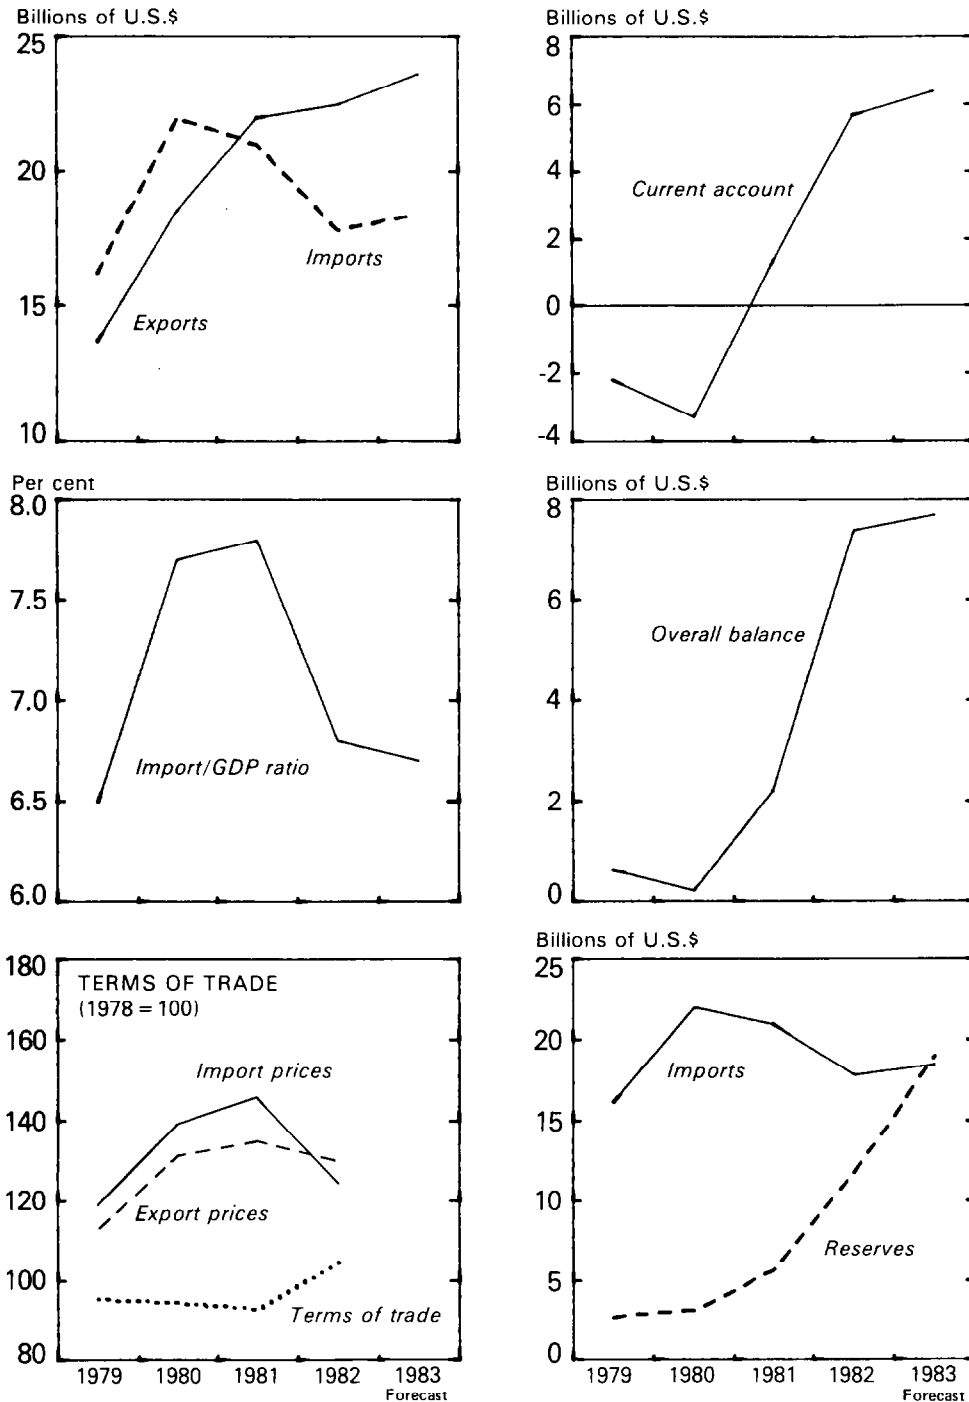 Billions of U.S.$
25
20
15
10
Exports
Imports
Billions of U.S.$
8
6
4
2
0
-2
-4
Current account
Per cent
8.0
7.5
7.0
6.5
6.0
Import/GDP ratio
Billions of U.S.$
8
6
4
2
0
Overall balance
180
160
140
120
100
80
TERMS OF TRADE
(1978 = 100)
Import prices
Export prices
Terms of trade
1979 1980 1981 1982 1983
Forecast
Billions of U.S.$
25
20
15
10
5
0
Imports
Reserves
1979 1980 1981 1982 1983
Forecast